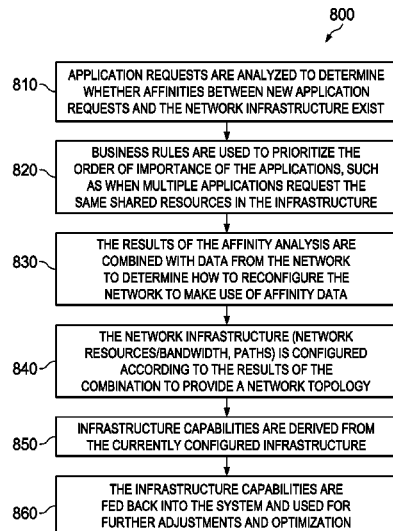 800
810
APPLICATION REQUESTS ARE ANALYZED TO DETERMINE
WHETHER AFFINITIES BETWEEN NEW APPLICATION
REQUESTS AND THE NETWORK INFRASTRUCTURE EXIST
820
BUSINESS RULES ARE USED TO PRIORITIZE THE
ORDER OF IMPORTANCE OF THE APPLICATIONS, SUCH
AS WHEN MULTIPLE APPLICATIONS REQUEST THE
SAME SHARED RESOURCES IN THE INFRASTRUCTURE
830
THE RESULTS OF THE AFFINITY ANALYSIS ARE
COMBINED WITH DATA FROM THE NETWORK
TO DETERMINE HOW TO RECONFIGURE THE
NETWORK TO MAKE USE OF AFFINITY DATA
840
THE NETWORK INFRASTRUCTURE (NETWORK
RESOURCES/BANDWIDTH, PATHS) IS CONFIGURED
ACCORDING TO THE RESULTS OF THE
COMBINATION TO PROVIDE A NETWORK TOPOLOGY
850
INFRASTRUCTURE CAPABILITIES ARE DERIVED FROM
THE CURRENTLY CONFIGURED INFRASTRUCTURE
860
THE INFRASTRUCTURE CAPABILITIES ARE
FED BACK INTO THE SYSTEM AND USED FOR
FURTHER ADJUSTMENTS AND OPTIMIZATION